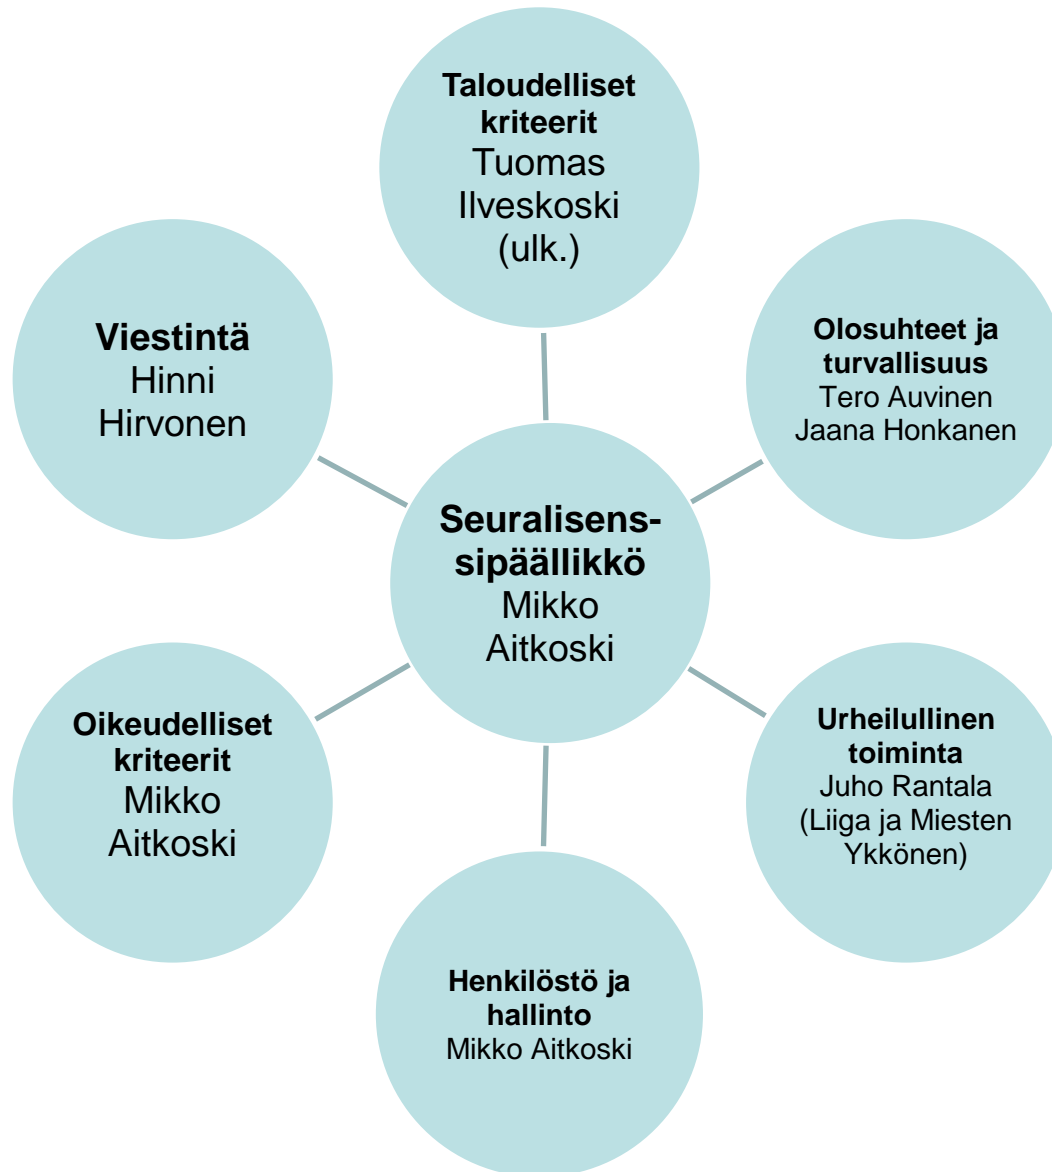 Taloudelliset
kriteerit
Tuomas
Ilveskoski
(ulk.)
Viestintä
Hinni
Hirvonen
Olosuhteet ja
turvallisuus
Tero Auvinen
Jaana Honkanen
Seuralisens-
sipäällikkö
Mikko
Aitkoski
Oikeudelliset
kriteerit
Mikko
Aitkoski
Urheilullinen
toiminta
Juho Rantala
(Liiga ja Miesten
Ykkönen)
Henkilöstö ja
hallinto
Mikko Aitkoski